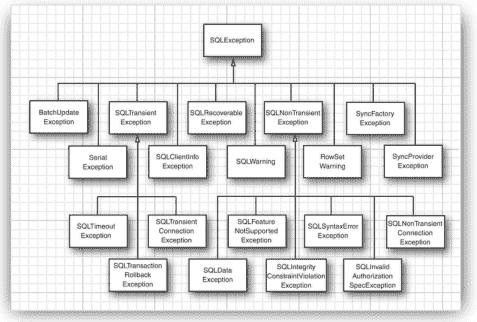 SQLException
BatchUpdate
Exception
SQLTransient
Exception
SQLRecoverable
Exception
SQLNonTransient
Exception
SyncFactory
Exception
Serial
Exception
SQLClientInfo
Exception
SQLWarning
RowSet
Warning
SyncProvider
Exception
SQLTimeout
Exception
SQLTransient
Connection
Exception
SQLFeature
NotSupported
Exception
SQLSyntaxError
Exception
SQLNonTransient
Connection
Exception
SQLTransaction
Rollback
Exception
SQLData
Exception
SQLIntegrity
ConstraintViolation
Exception
SQLInvalid
Authorization
SpecException